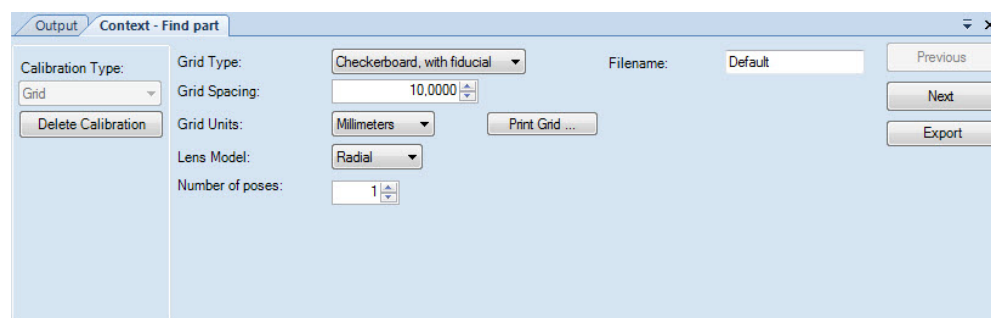 Output Context - Find part
Calibration Type:
Grid
Delete Calibration
Grid Type: Checkerboard, with fiducial Filename: Default
Grid Spacing: 10,0000
Grid Units: Millimeters Print Grid ...
Lens Model: Radial
Number of poses: 1
Previous
Next
Export